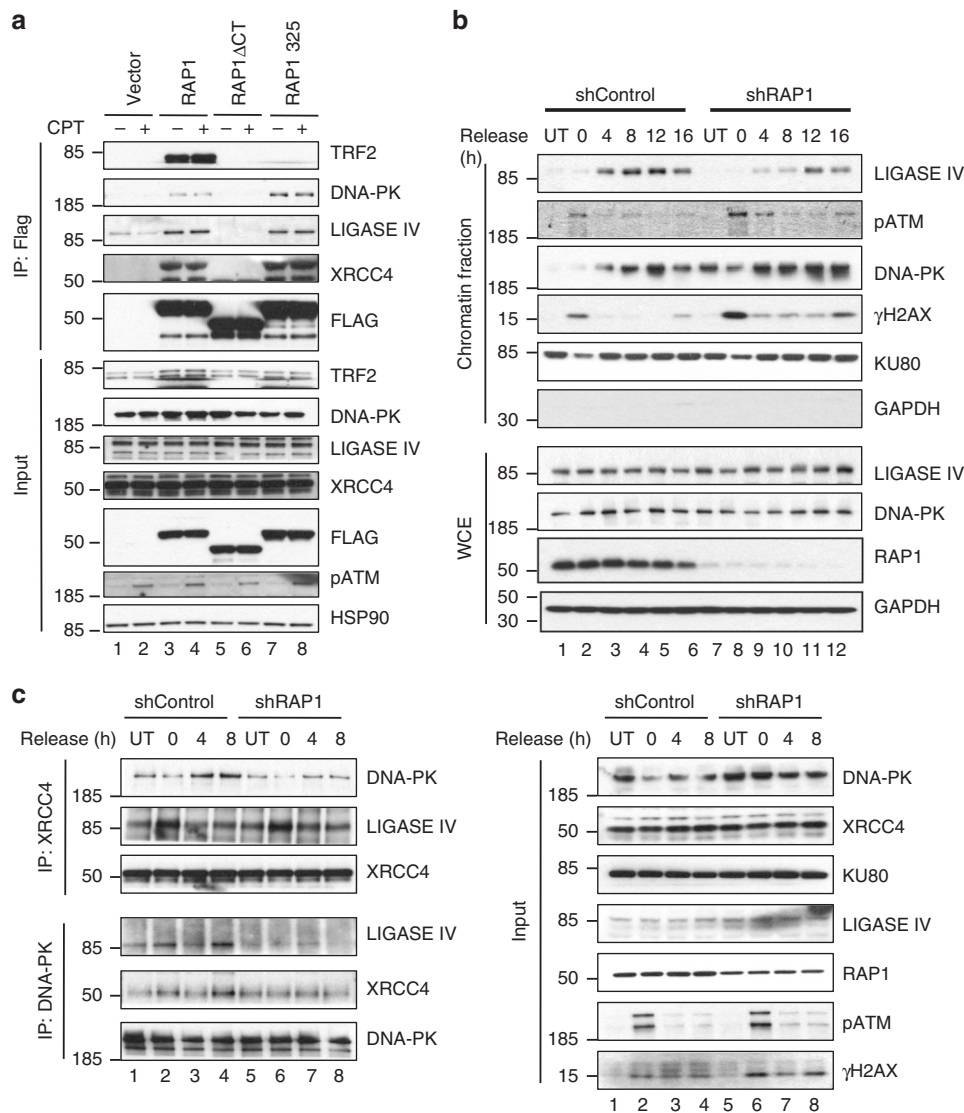 a
Vector
RAP1
RAP1ΔCT
RAP1 325
CPT – + – + – + – +
IP: Flag
85 TRF2
185 DNA-PK
85 LIGASE IV
50 XRCC4
50 FLAG
Input
85 TRF2
185 DNA-PK
85 LIGASE IV
50 XRCC4
50 FLAG
185 pATM
85 HSP90
1 2 3 4 5 6 7 8
b
shControl shRAP1
Release (h) UT 0 4 8 12 16 UT 0 4 8 12 16
Chromatin fraction
85 LIGASE IV
185 pATM
185 DNA-PK
15 γH2AX
85 KU80
30 GAPDH
WCE
85 LIGASE IV
185 DNA-PK
50 RAP1
50 30 GAPDH
1 2 3 4 5 6 7 8 9 10 11 12
c
shControl shRAP1
Release (h) UT 0 4 8 UT 0 4 8
IP: XRCC4
185 DNA-PK
85 LIGASE IV
50 XRCC4
IP: DNA-PK
85 LIGASE IV
50 XRCC4
185 DNA-PK
1 2 3 4 5 6 7 8
shControl shRAP1
Release (h) UT 0 4 8 UT 0 4 8
Input
185 DNA-PK
50 XRCC4
85 KU80
85 LIGASE IV
50 RAP1
185 pATM
15 γH2AX
1 2 3 4 5 6 7 8